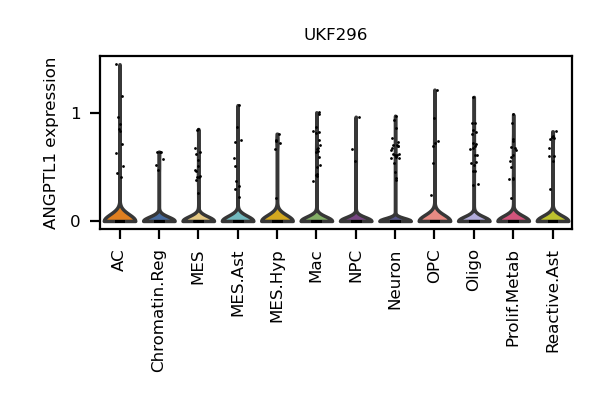 UKF296
ANGPTL1 expression
1
0
AC
Chromatin.Reg
MES
MES.Ast
MES.Hyp
Mac
NPC
Neuron
OPC
Oligo
Prolif.Metab
Reactive.Ast